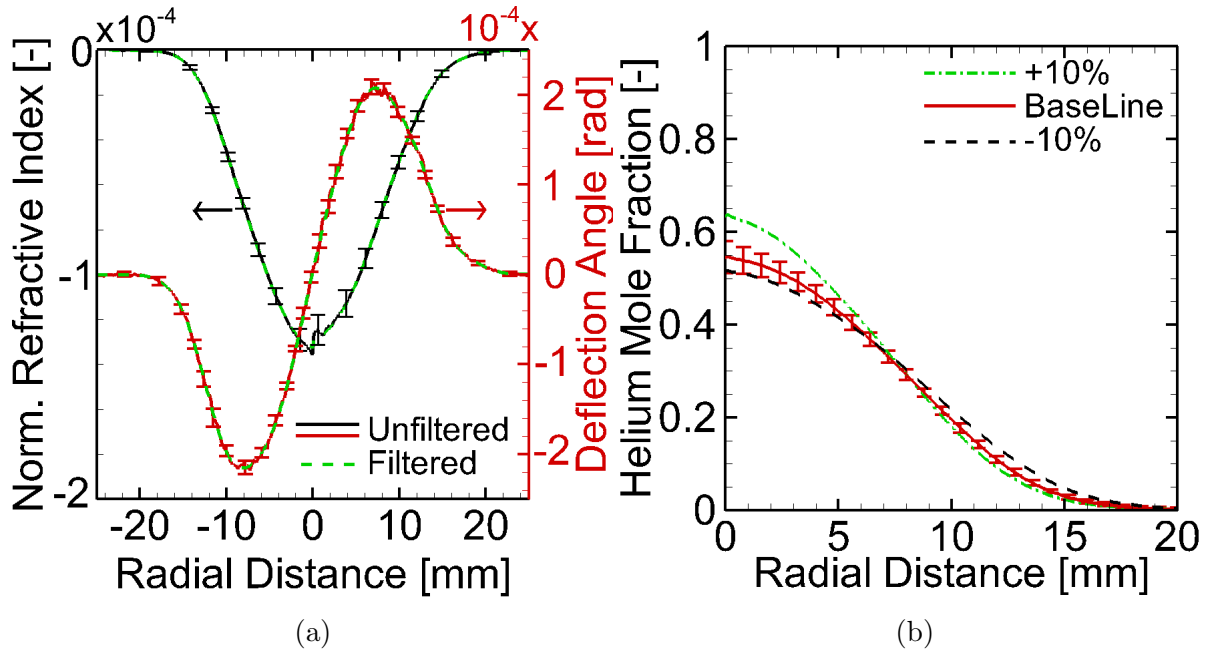 x10⁻⁴
10⁻⁴x
0
-1
-2
Norm. Refractive Index [-]
2
1
0
-1
-2
Deflection Angle [rad]
Unfiltered
Filtered
-20 -10 0 10 20
Radial Distance [mm]
(a)
1
0.8
0.6
0.4
0.2
0
Helium Mole Fraction [-]
+10%
BaseLine
-10%
0 5 10 15 20
Radial Distance [mm]
(b)